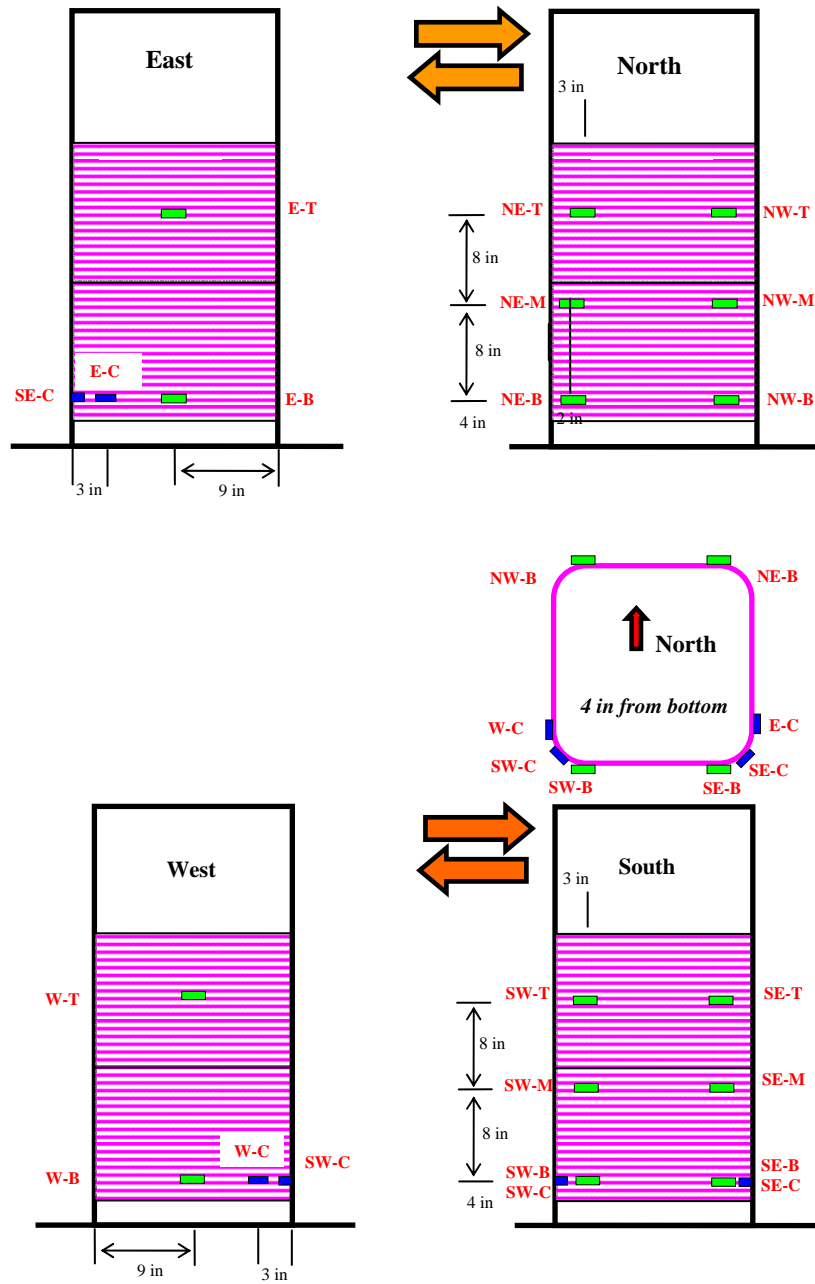 East
E-T
E-C
SE-C
E-B
3 in
9 in
North
3 in
NE-T
NW-T
8 in
NE-M
NW-M
8 in
NE-B
NW-B
4 in
2 in
NW-B
NE-B
North
4 in from bottom
W-C
E-C
SW-C
SE-C
SW-B
SE-B
West
W-T
W-C
SW-C
W-B
9 in
3 in
South
3 in
SW-T
SE-T
8 in
SW-M
SE-M
8 in
SW-B
SE-B
SW-C
SE-C
4 in